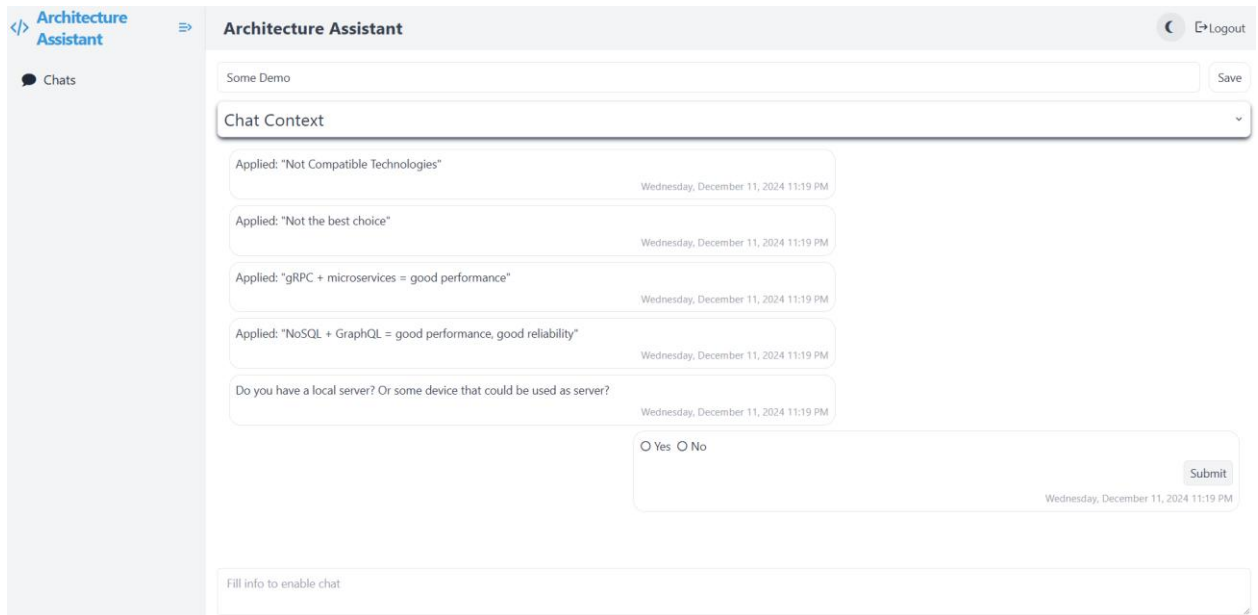 </> Architecture
Assistant
Architecture Assistant
Logout
Chats
Some Demo
Save
Chat Context
Applied: "Not Compatible Technologies"
Wednesday, December 11, 2024 11:19 PM
Applied: "Not the best choice"
Wednesday, December 11, 2024 11:19 PM
Applied: "gRPC + microservices = good performance"
Wednesday, December 11, 2024 11:19 PM
Applied: "NoSQL + GraphQL = good performance, good reliability"
Wednesday, December 11, 2024 11:19 PM
Do you have a local server? Or some device that could be used as server?
Wednesday, December 11, 2024 11:19 PM
Yes No
Submit
Wednesday, December 11, 2024 11:19 PM
Fill info to enable chat